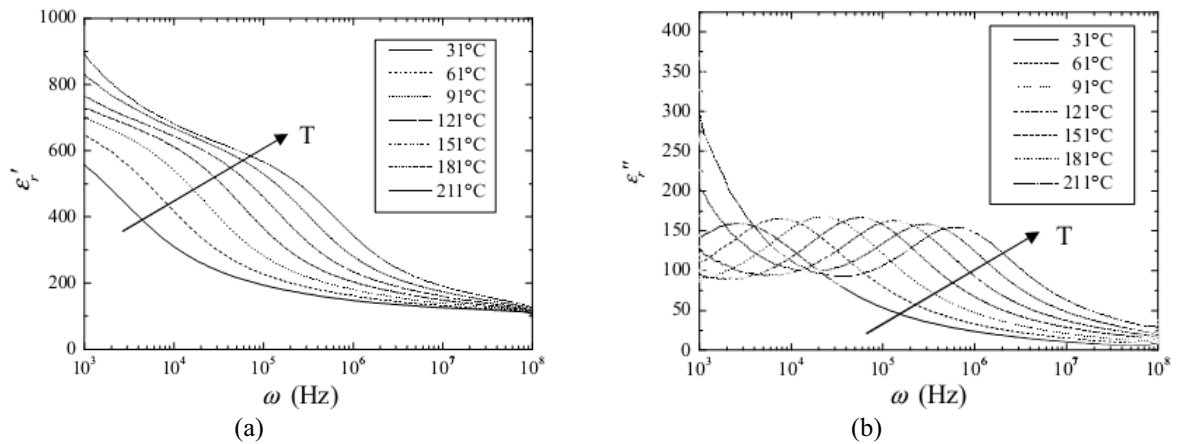 1000
800
600
400
200
0
ε′r
10³ 10⁴ 10⁵ 10⁶ 10⁷ 10⁸
ω (Hz)
T
31°C
61°C
91°C
121°C
151°C
181°C
211°C
(a)
400
350
300
250
200
150
100
50
0
ε″r
10³ 10⁴ 10⁵ 10⁶ 10⁷ 10⁸
ω (Hz)
T
31°C
61°C
91°C
121°C
151°C
181°C
211°C
(b)